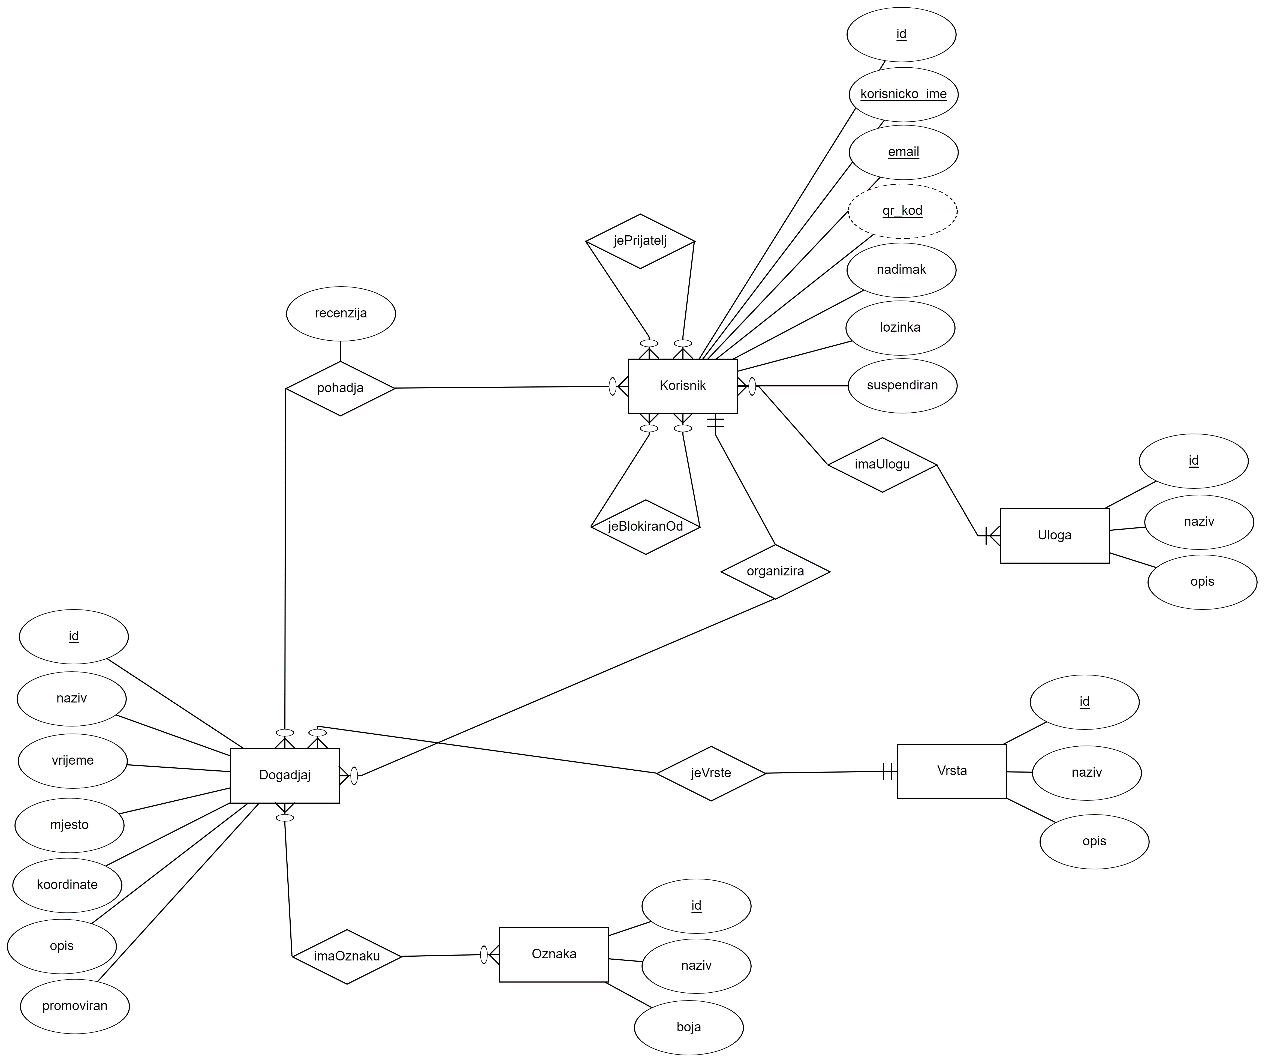 id
korisnicko_ime
email
qr_kod
jePrijatelj
nadimak
recenzija
lozinka
pohadja
Korisnik
suspendiran
imaUlogu
id
jeBlokiranOd
naziv
Uloga
organizira
opis
id
naziv
id
vrijeme
Dogadjaj
jeVrste
Vrsta
naziv
mjesto
opis
koordinate
id
opis
imaOznaku
Oznaka
naziv
promoviran
boja